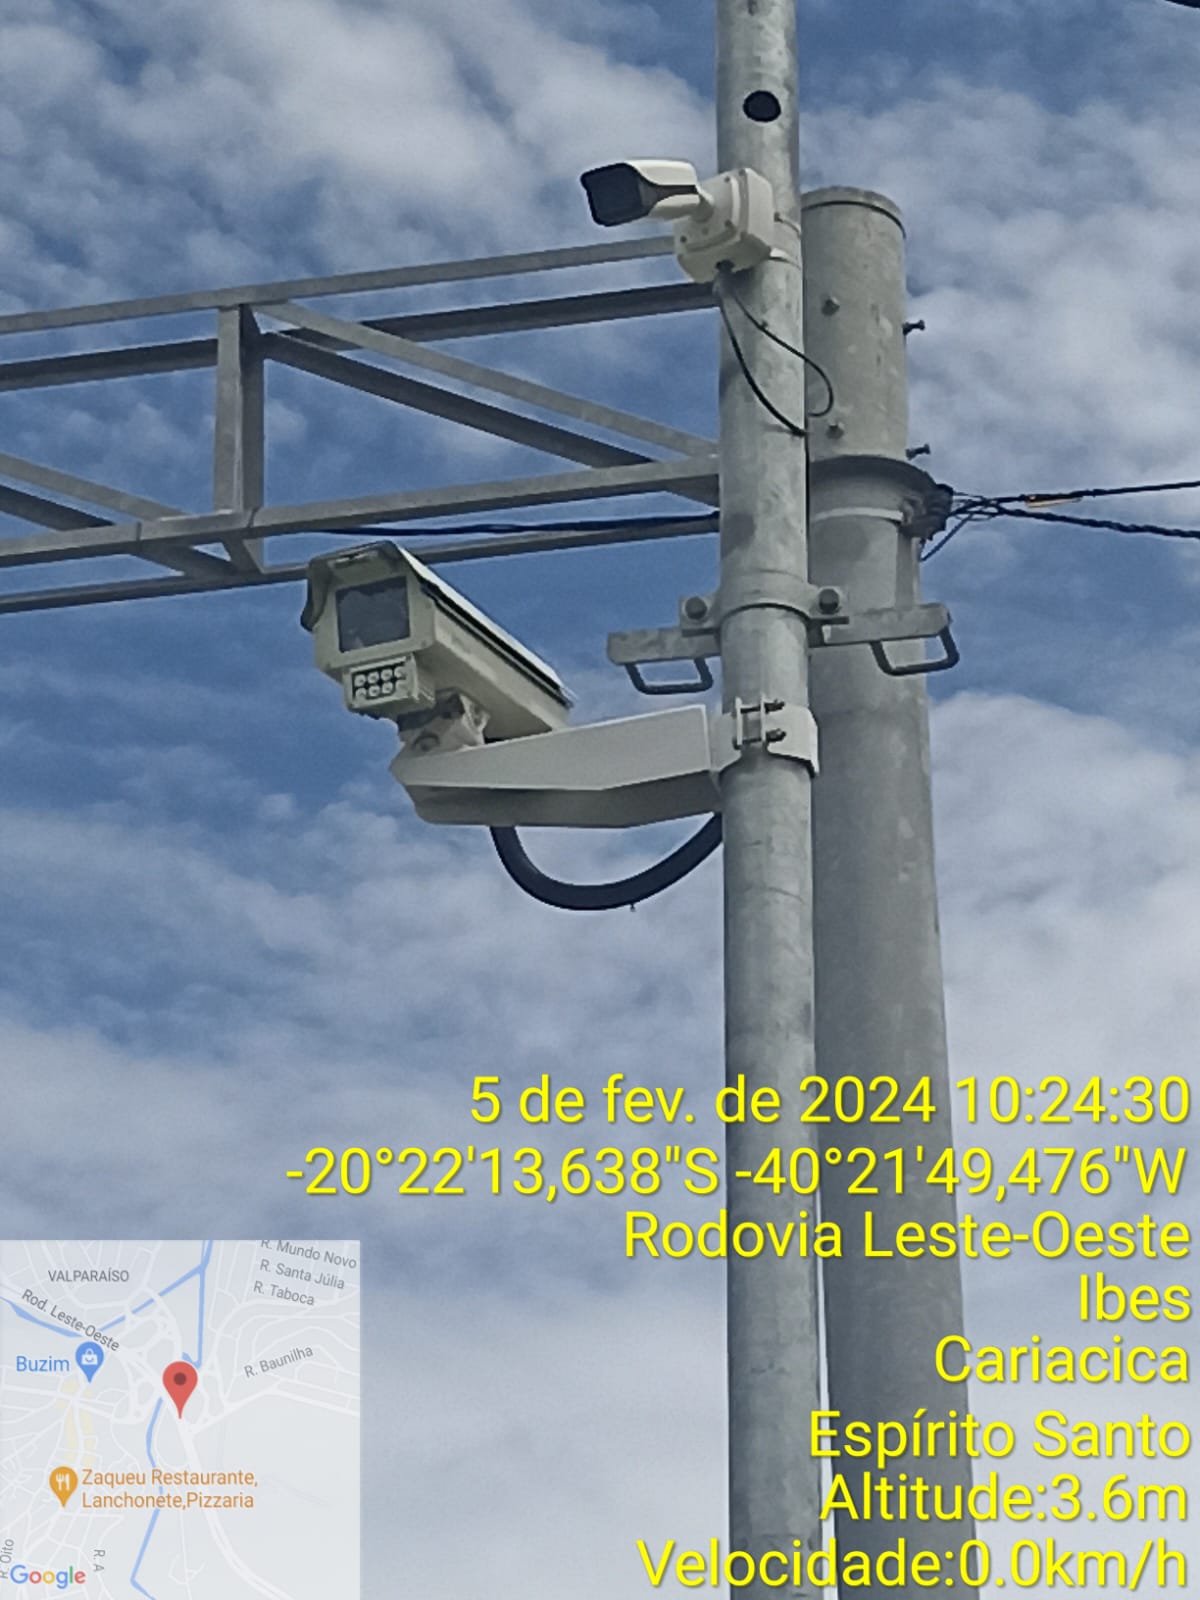 5 de fev. de 2024 10:24:30
-20°22'13,638"S -40°21'49,476"W
Rodovia Leste-Oeste
Ibes
Cariacica
Espírito Santo
Altitude:3.6m
Velocidade:0.0km/h
R. Mundo Novo
VALPARAÍSO
R. Santa Júlia
R. Taboca
Rod. Leste-Oeste
Buzim
R. Baunilha
Zaqueu Restaurante,
Lanchonete,Pizzaria
R. Oito
R. A
Google